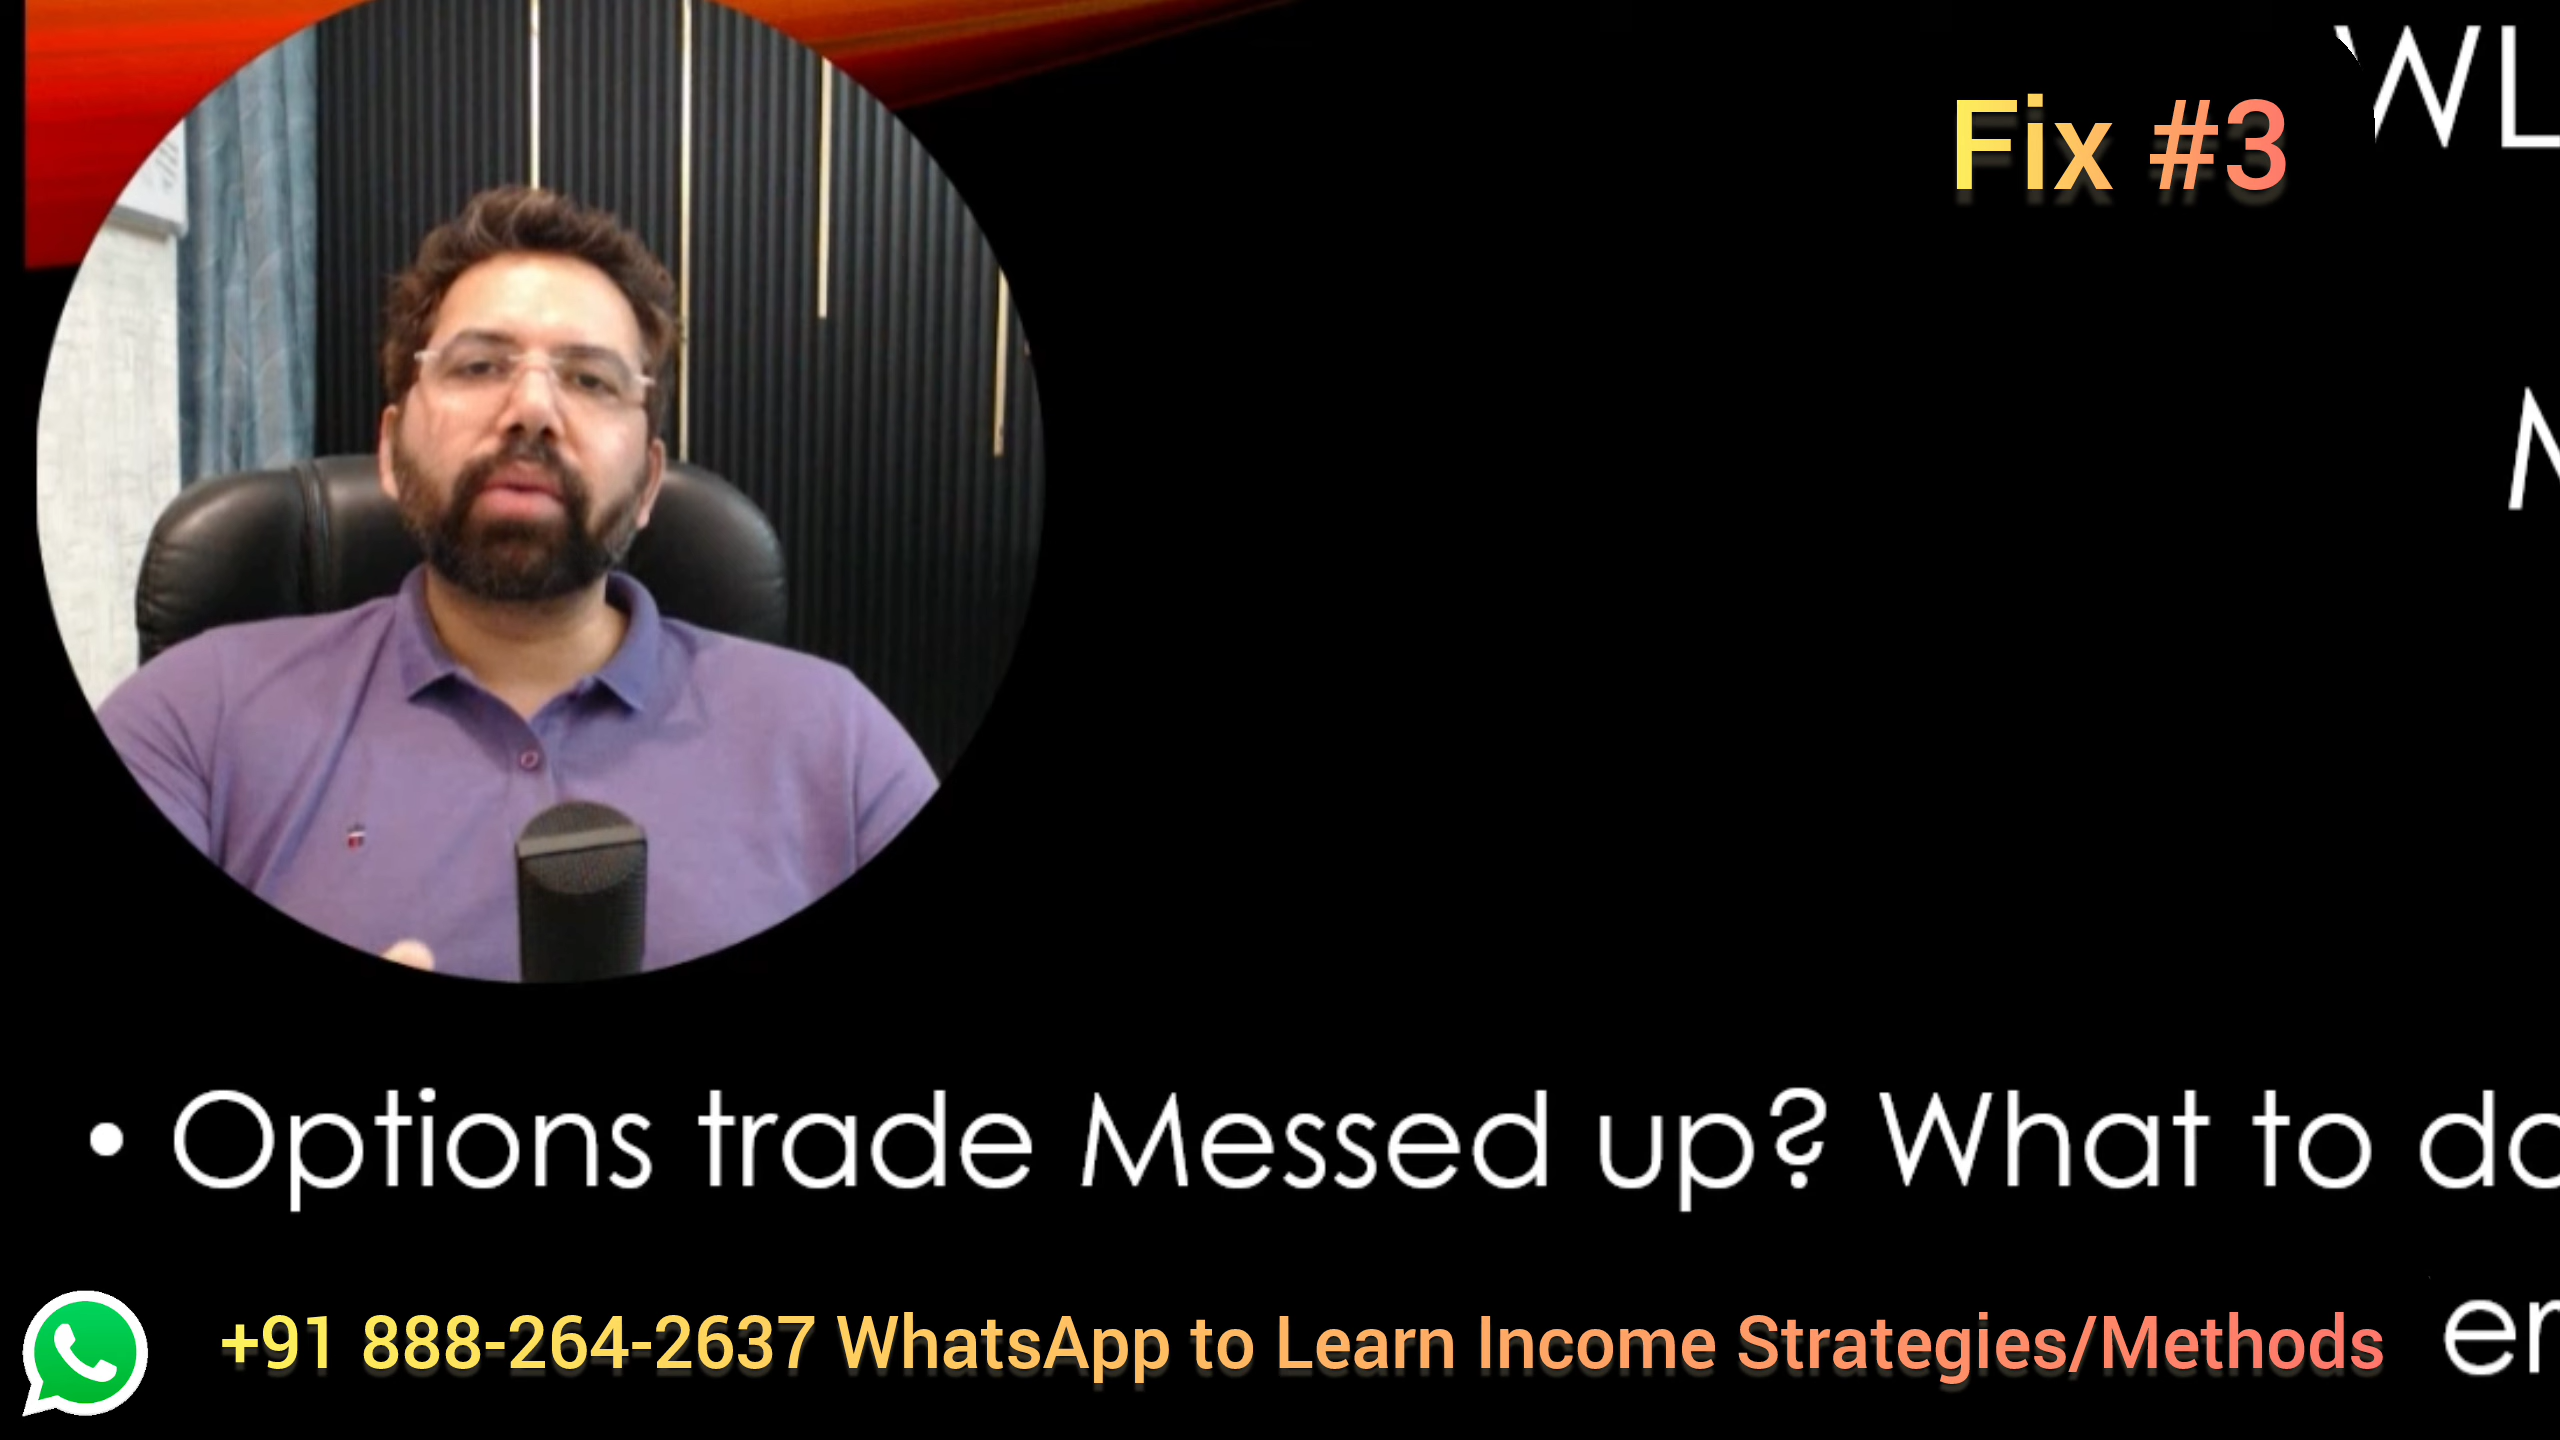 WL
Fix #3
• Options trade Messed up? What to do
+91 888-264-2637 WhatsApp to Learn Income Strategies/Methods